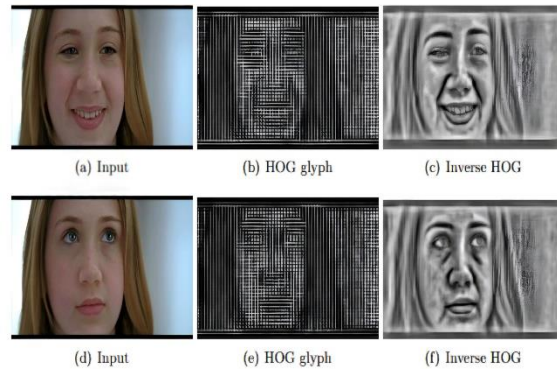 (a) Input
(b) HOG glyph
(c) Inverse HOG
(d) Input
(e) HOG glyph
(f) Inverse HOG